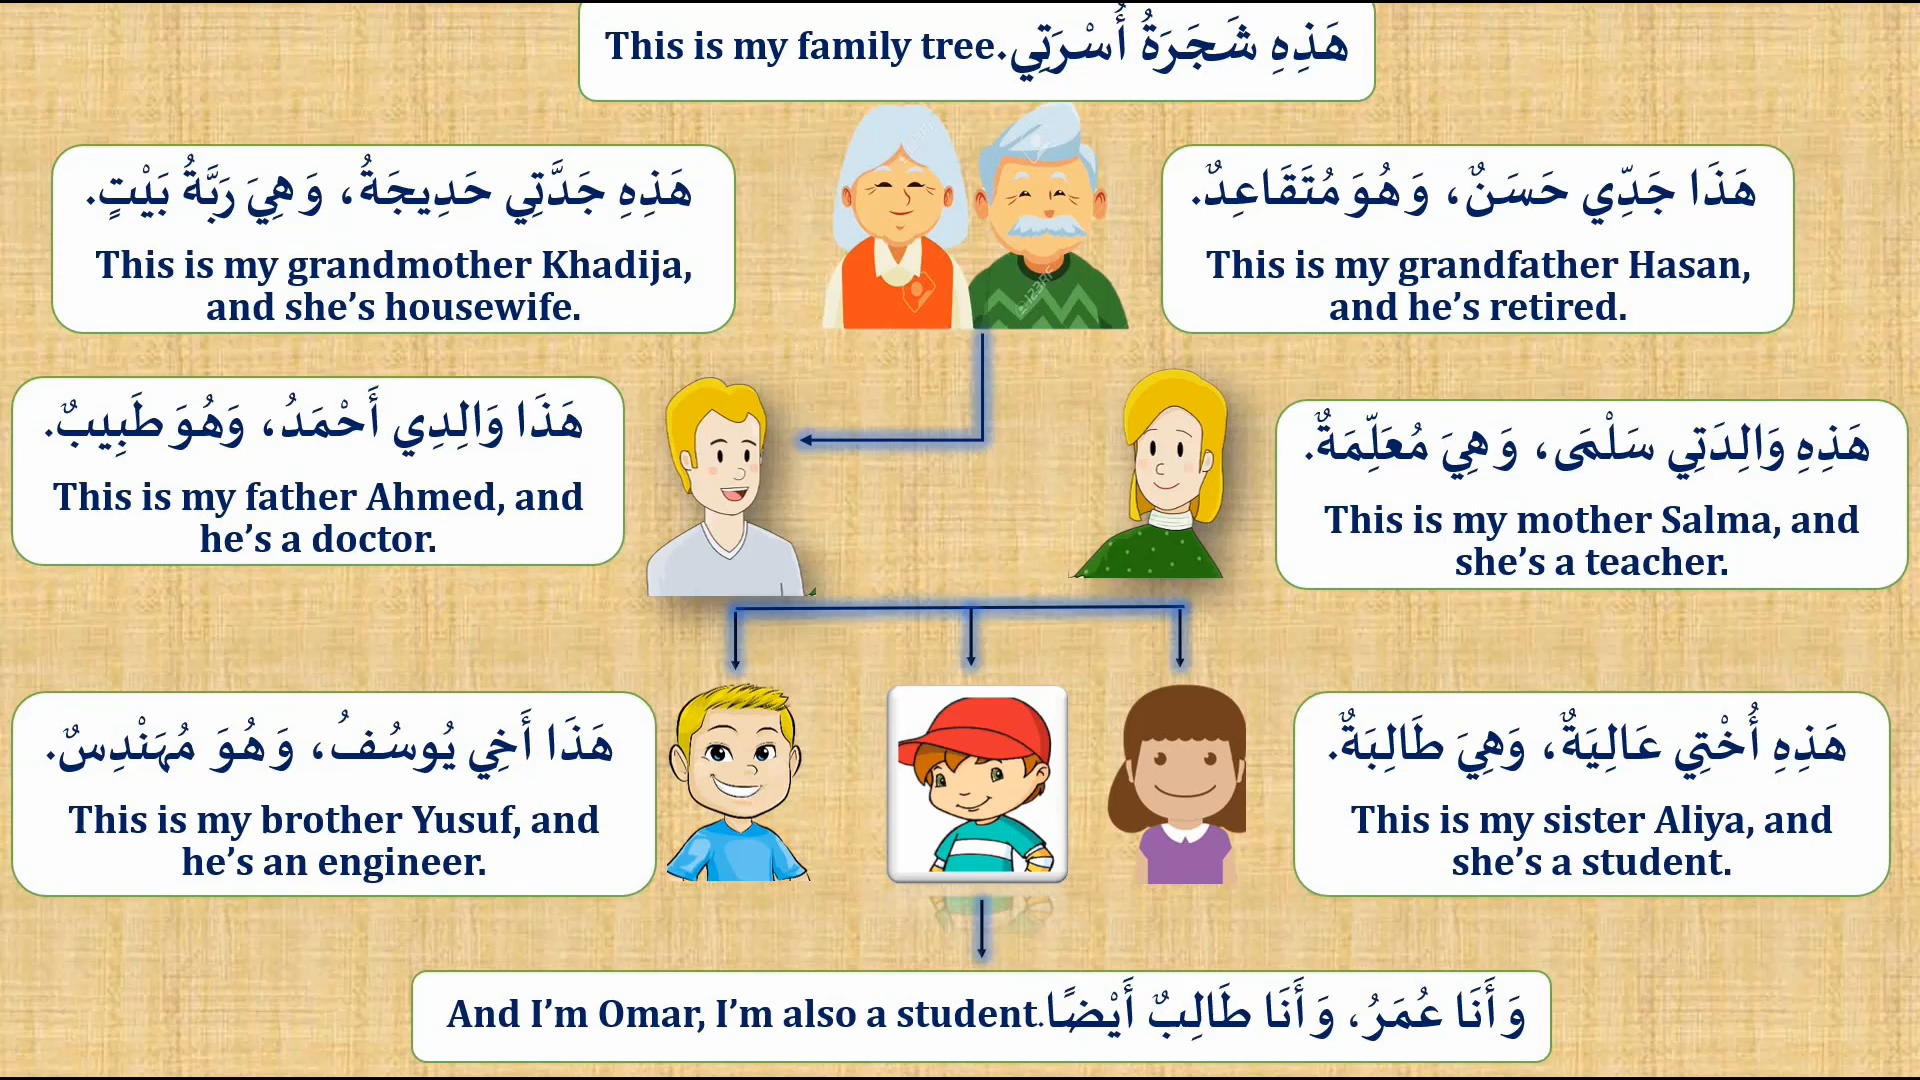 This is my family tree. هَذِهِ شَجَرَةُ أُسْرَتِي
هَذِهِ جَدَّتِي حَدِيجَةُ، وَهِيَ رَبَّةُ بَيْتٍ.
This is my grandmother Khadija,
and she’s housewife.
هَذَا جَدِّي حَسَنٌ، وَهُوَ مُتَقَاعِدٌ.
This is my grandfather Hasan,
and he’s retired.
هَذَا وَالِدِي أَحْمَدُ، وَهُوَ طَبِيبٌ.
This is my father Ahmed, and
he’s a doctor.
هَذِهِ وَالِدَتِي سَلْمَى، وَهِيَ مُعَلِّمَةٌ.
This is my mother Salma, and
she’s a teacher.
هَذَا أَخِي يُوسُفُ، وَهُوَ مُهَنْدِسٌ.
This is my brother Yusuf, and
he’s an engineer.
هَذِهِ أُخْتِي عَالِيَةٌ، وَهِيَ طَالِبَةٌ.
This is my sister Aliya, and
she’s a student.
And I’m Omar, I’m also a student. وَأَنَا عُمَرُ، وَأَنَا طَالِبٌ أَيْضًا
123RF